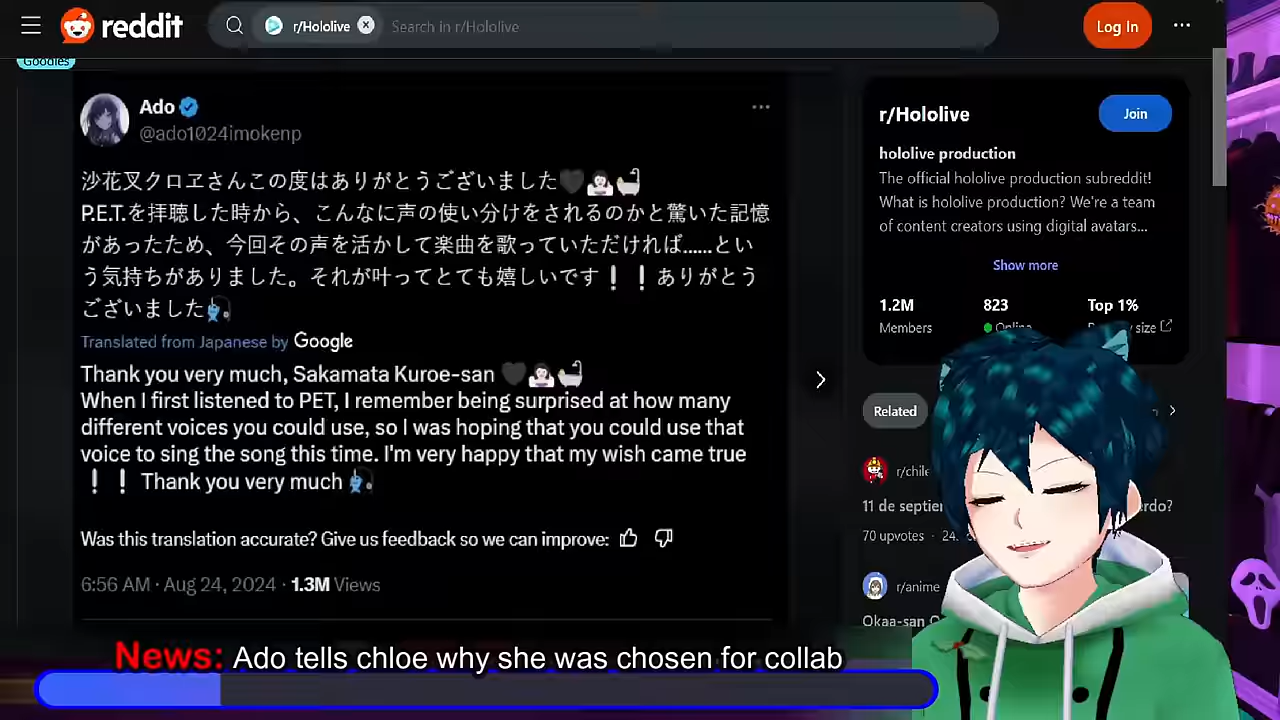 reddit
r/Hololive
Search in r/Hololive
Log In
Goodies
Ado
@ado1024imokenp
沙花叉クロヱさんこの度はありがとうございました🖤🧛🏻‍♀️🛁
P.E.T.を拝聴した時から、こんなに声の使い分けをされるのかと驚いた記憶
があったため、今回その声を活かして楽曲を歌っていただければ......とい
う気持ちがありました。それが叶ってとても嬉しいです❕❕ありがとう
ございました🎣
Translated from Japanese by Google
Thank you very much, Sakamata Kuroe-san 🖤🧛🏻‍♀️🛁
When I first listened to PET, I remember being surprised at how many
different voices you could use, so I was hoping that you could use that
voice to sing the song this time. I'm very happy that my wish came true
❕❕ Thank you very much 🎣
Was this translation accurate? Give us feedback so we can improve:
6:56 AM · Aug 24, 2024 · 1.3M Views
r/Hololive
Join
hololive production
The official hololive production subreddit!
What is hololive production? We're a team
of content creators using digital avatars...
Show more
1.2M
823
Top 1%
Members
Online
size
Related
r/chile
11 de septie
rdo?
70 upvotes · 24
r/anime
Okaa-san
News: Ado tells chloe why she was chosen for collab